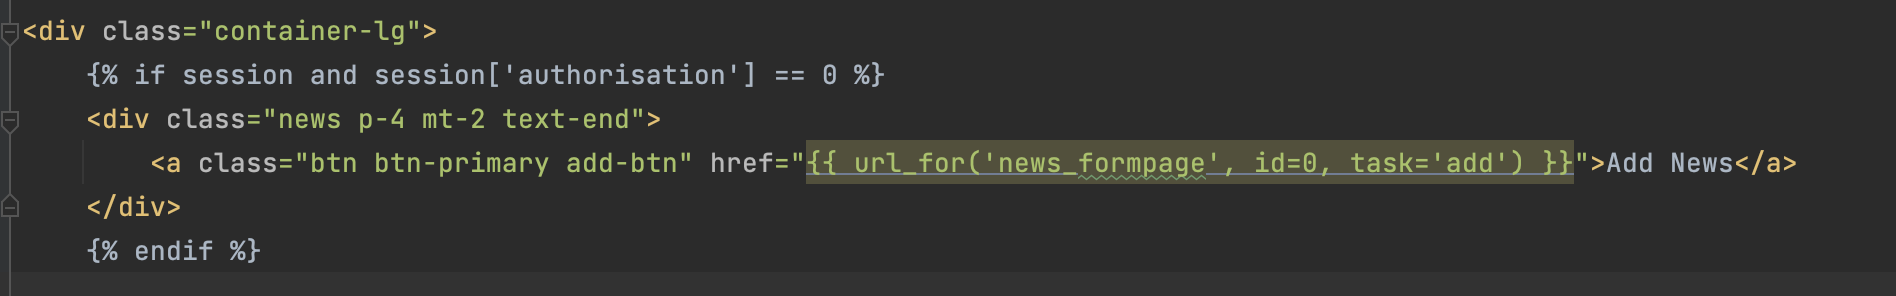 <div class="container-lg">
{% if session and session['authorisation'] == 0 %}
<div class="news p-4 mt-2 text-end">
<a class="btn btn-primary add-btn" href="{{ url_for('news_formpage', id=0, task='add') }}">Add News</a>
</div>
{% endif %}